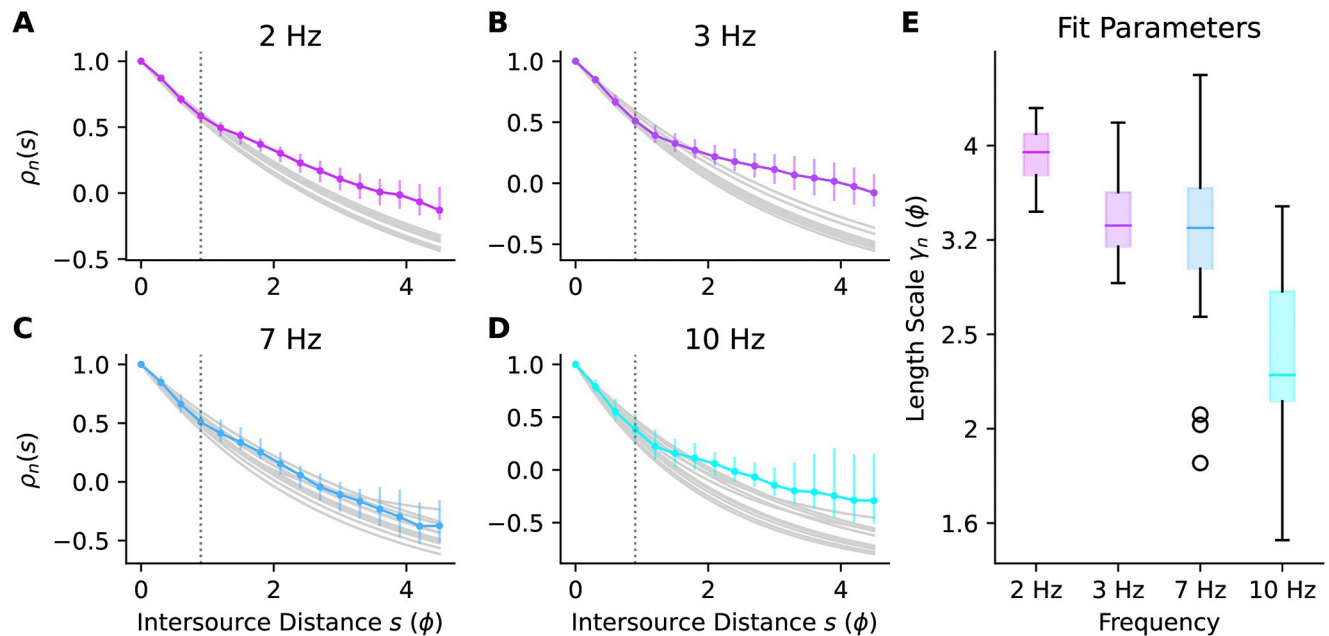 A
2 Hz
1.0
0.5
0.0
−0.5
ρₙ(s)
0 2 4
B
3 Hz
1.0
0.5
0.0
−0.5
0 2 4
C
7 Hz
1.0
0.5
0.0
−0.5
ρₙ(s)
0 2 4
Intersource Distance s (ϕ)
D
10 Hz
1.0
0.5
0.0
−0.5
0 2 4
Intersource Distance s (ϕ)
E
Fit Parameters
4
3.2
2.5
2
1.6
Length Scale γₙ (ϕ)
2 Hz 3 Hz 7 Hz 10 Hz
Frequency